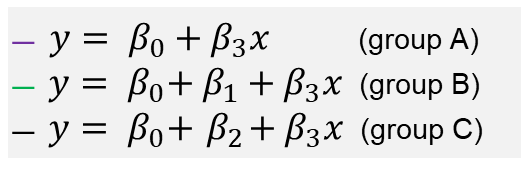 – y = β₀ + β₃x (group A)
– y = β₀+ β₁ + β₃x (group B)
– y = β₀+ β₂+ β₃x (group C)